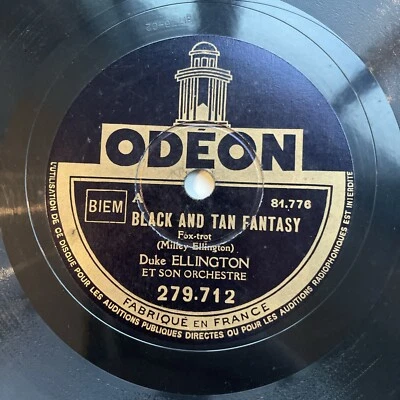 ODEON
BIEM
A
81.776
BLACK AND TAN FANTASY
Fox-trot
(Milley Ellington)
Duke ELLINGTON
ET SON ORCHESTRE
279.712
FABRIQUÉ EN FRANCE
L'UTILISATION DE CE DISQUE POUR LES AUDITIONS PUBLIQUES DIRECTES OU POUR LES AUDITIONS RADIOPHONIQUES EST INTERDITE